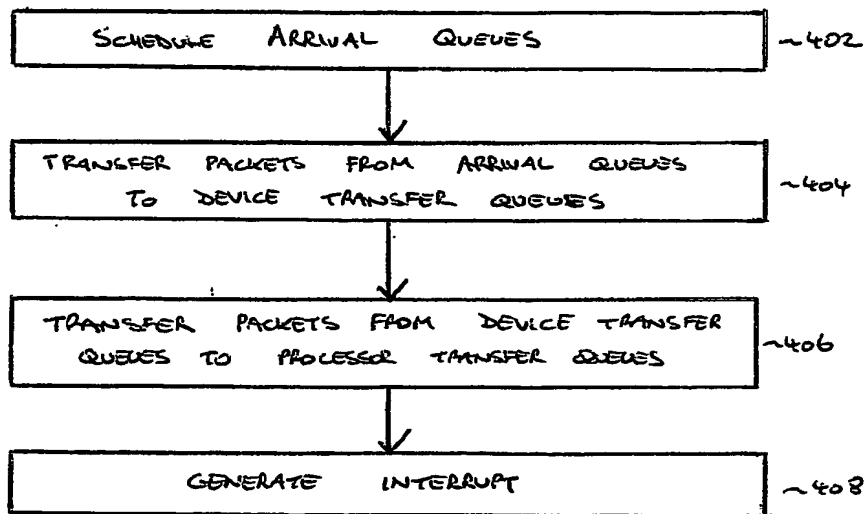 SCHEDULE ARRIVAL QUEUES ~402
TRANSFER PACKETS FROM ARRIVAL QUEUES
TO DEVICE TRANSFER QUEUES ~404
TRANSFER PACKETS FROM DEVICE TRANSFER
QUEUES TO PROCESSOR TRANSFER QUEUES ~406
GENERATE INTERRUPT ~408